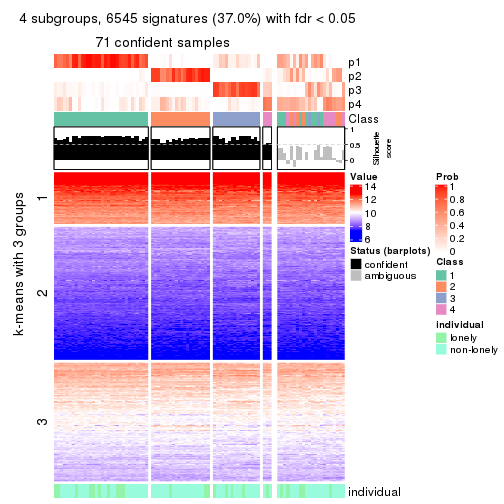 4 subgroups, 6545 signatures (37.0%) with fdr < 0.05
71 confident samples
p1
p2
p3
p4
Class
1
0.5
0
Silhouette
score
k-means with 3 groups
1
2
3
individual
Value
14
12
10
8
6
Status (barplots)
confident
ambiguous
Prob
1
0.8
0.6
0.4
0.2
0
Class
1
2
3
4
individual
lonely
non-lonely